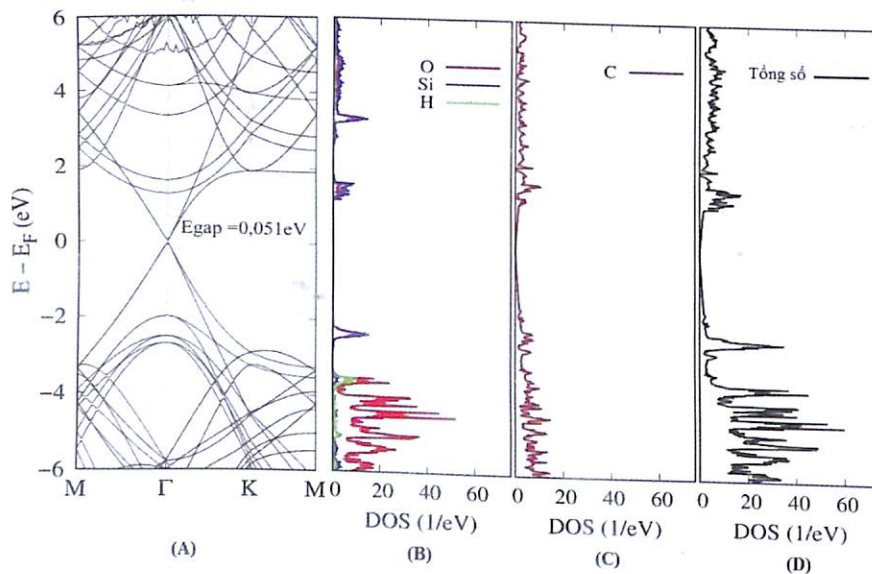 E − E_F (eV)
6
4
2
0
−2
−4
−6
M Γ K M
Egap =0,051eV
(A)
O
Si
H
0 20 40 60
DOS (1/eV)
(B)
C
0 20 40 60
DOS (1/eV)
(C)
Tổng số
0 20 40 60
DOS (1/eV)
(D)